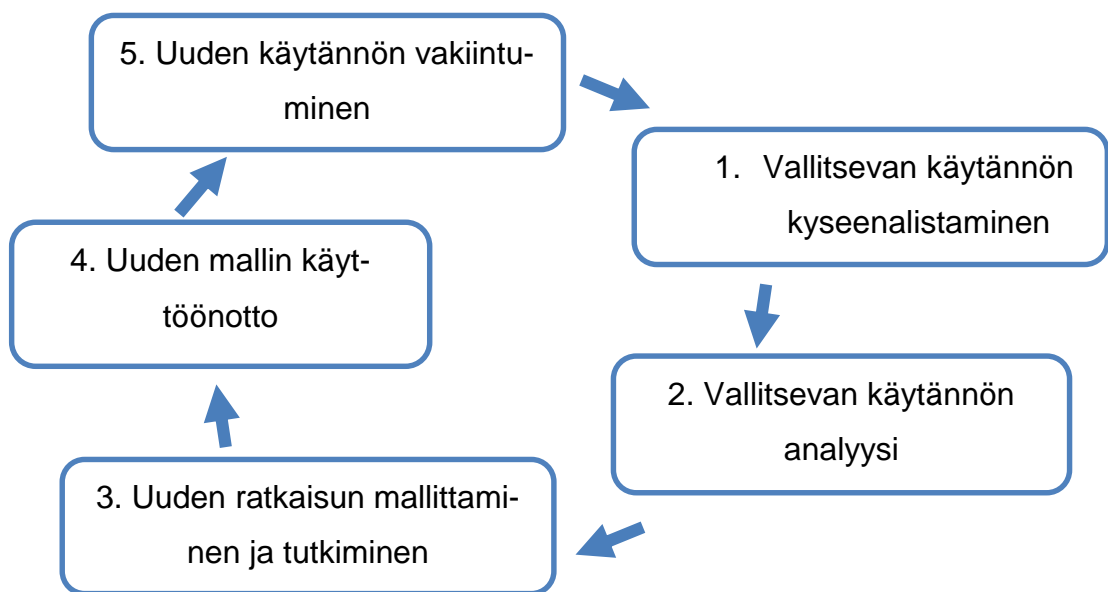 5. Uuden käytännön vakiintu-
minen
1. Vallitsevan käytännön
kyseenalistaminen
4. Uuden mallin käyt-
töönotto
2. Vallitsevan käytännön
analyysi
3. Uuden ratkaisun mallittami-
nen ja tutkiminen